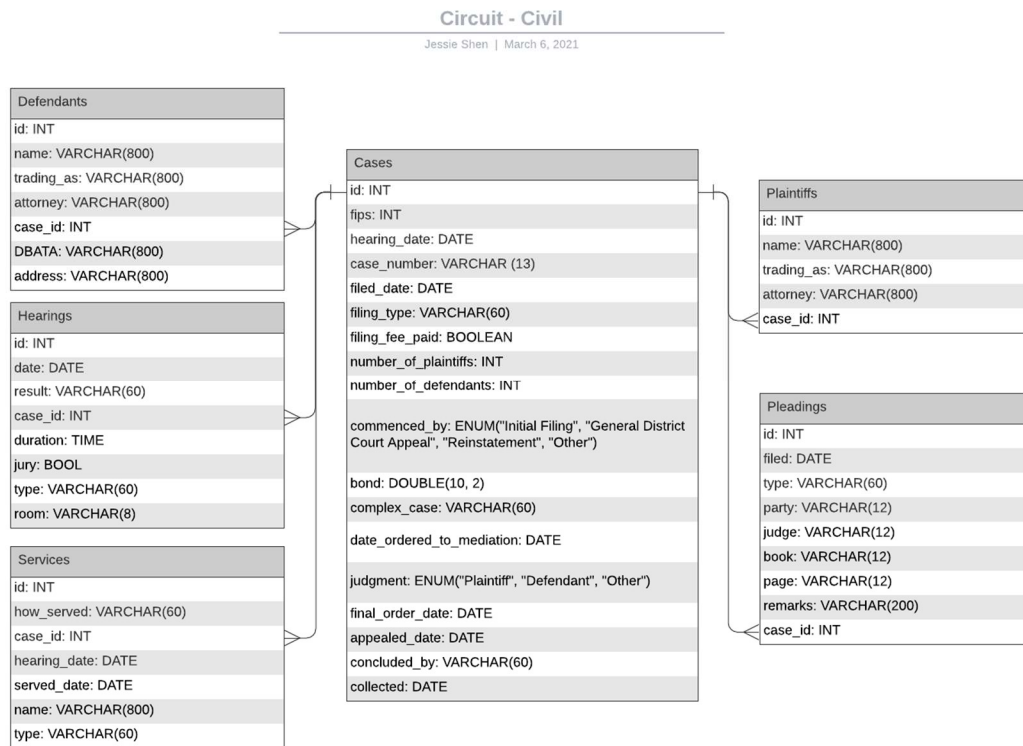 Circuit - Civil
Jessie Shen | March 6, 2021
Defendants
id: INT
name: VARCHAR(800)
trading_as: VARCHAR(800)
attorney: VARCHAR(800)
case_id: INT
DBATA: VARCHAR(800)
address: VARCHAR(800)
Hearings
id: INT
date: DATE
result: VARCHAR(60)
case_id: INT
duration: TIME
jury: BOOL
type: VARCHAR(60)
room: VARCHAR(8)
Services
id: INT
how_served: VARCHAR(60)
case_id: INT
hearing_date: DATE
served_date: DATE
name: VARCHAR(800)
type: VARCHAR(60)
Cases
id: INT
fips: INT
hearing_date: DATE
case_number: VARCHAR (13)
filed_date: DATE
filing_type: VARCHAR(60)
filing_fee_paid: BOOLEAN
number_of_plaintiffs: INT
number_of_defendants: INT
commenced_by: ENUM("Initial Filing", "General District
Court Appeal", "Reinstatement", "Other")
bond: DOUBLE(10, 2)
complex_case: VARCHAR(60)
date_ordered_to_mediation: DATE
judgment: ENUM("Plaintiff", "Defendant", "Other")
final_order_date: DATE
appealed_date: DATE
concluded_by: VARCHAR(60)
collected: DATE
Plaintiffs
id: INT
name: VARCHAR(800)
trading_as: VARCHAR(800)
attorney: VARCHAR(800)
case_id: INT
Pleadings
id: INT
filed: DATE
type: VARCHAR(60)
party: VARCHAR(12)
judge: VARCHAR(12)
book: VARCHAR(12)
page: VARCHAR(12)
remarks: VARCHAR(200)
case_id: INT